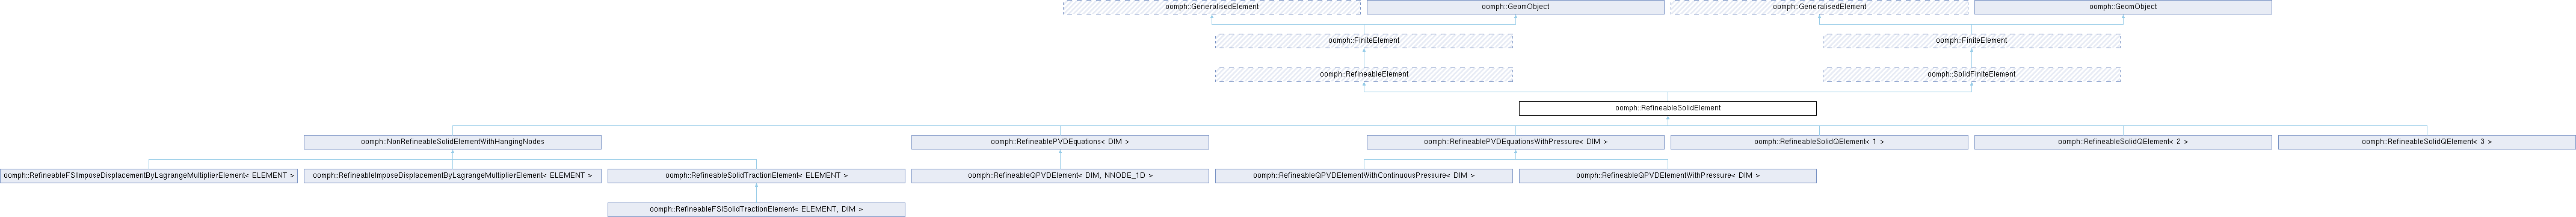 oomph::GeneralisedElement
oomph::GeomObject
oomph::GeneralisedElement
oomph::GeomObject
oomph::FiniteElement
oomph::FiniteElement
oomph::RefineableElement
oomph::SolidFiniteElement
oomph::RefineableSolidElement
oomph::NonRefineableSolidElementWithHangingNodes
oomph::RefineablePVDEquations< DIM >
oomph::RefineablePVDEquationsWithPressure< DIM >
oomph::RefineableSolidQElement< 1 >
oomph::RefineableSolidQElement< 2 >
oomph::RefineableSolidQElement< 3 >
oomph::RefineableFSIImposeDisplacementByLagrangeMultiplierElement< ELEMENT >
oomph::RefineableImposeDisplacementByLagrangeMultiplierElement< ELEMENT >
oomph::RefineableSolidTractionElement< ELEMENT >
oomph::RefineableQPVDElement< DIM, NNODE_1D >
oomph::RefineableQPVDElementWithContinuousPressure< DIM >
oomph::RefineableQPVDElementWithPressure< DIM >
oomph::RefineableFSISolidTractionElement< ELEMENT, DIM >